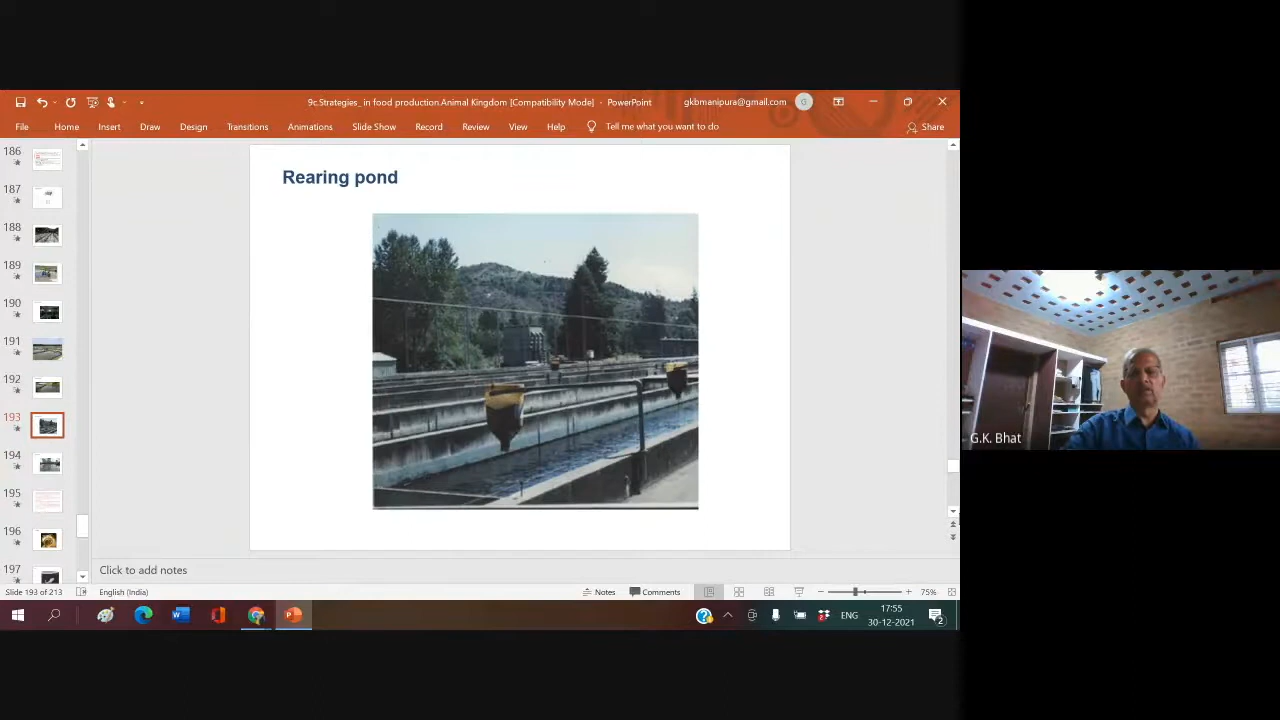 9c.Strategies_ in food production.Animal Kingdom [Compatibility Mode] - PowerPoint
gkbmanipura@gmail.com
G
File Home Insert Draw Design Transitions Animations Slide Show Record Review View Help Tell me what you want to do
Share
186
187
188
189
190
191
192
193
194
195
196
197
Rearing pond
G.K. Bhat
Click to add notes
Slide 193 of 213 English (India) Notes Comments 75%
ENG
17:55
30-12-2021
2